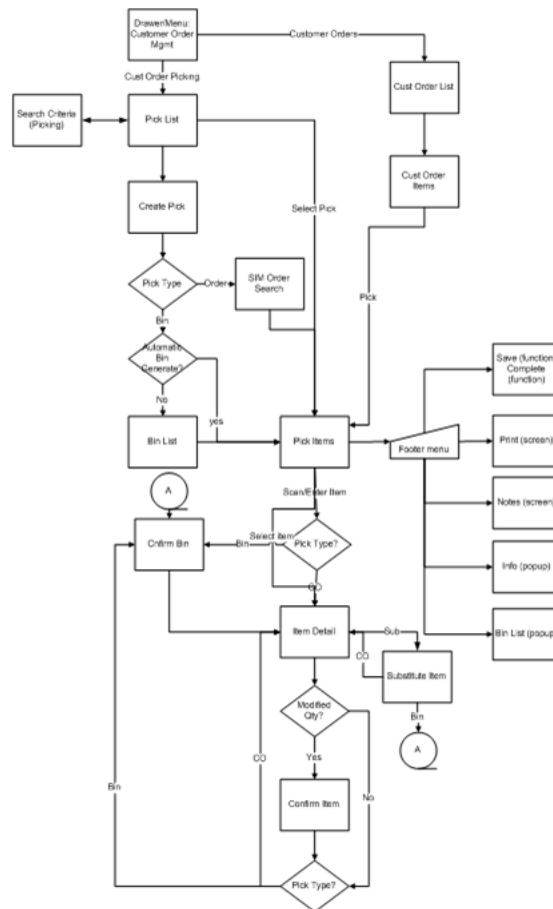 Drawer/Menu:
Customer Order
Mgmt
Customer Orders
Cust Order Picking
Search Criteria
(Picking)
Pick List
Cust Order List
Create Pick
Select Pick
Cust Order
Items
Pick Type
Order
SIM Order
Search
Pick
Bin
Automatic
Bin
Generate?
No
yes
Bin List
Pick Items
Footer menu
Save (function)
Complete
(function)
Print (screen)
Notes (screen)
Info (popup)
Bin List (popup)
A
Scan/Enter Item
Select item
Cnfirm Bin
Bin
Pick Type?
CO
Item Detail
Sub
CO
Substitute Item
Bin
A
Modified
Qty?
Yes
No
CO
Bin
Confirm Item
Pick Type?